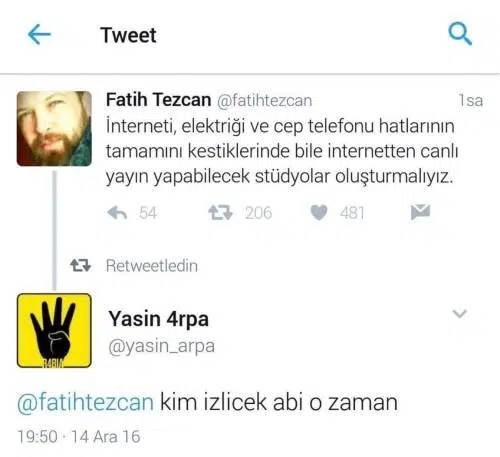 Tweet
Fatih Tezcan @fatihtezcan 1sa
İnterneti, elektriği ve cep telefonu hatlarının
tamamını kestiklerinde bile internetten canlı
yayın yapabilecek stüdyolar oluşturmalıyız.
54 206 481
Retweetledin
Yasin 4rpa
@yasin_arpa
R4BIA
@fatihtezcan kim izlicek abi o zaman
19:50 · 14 Ara 16